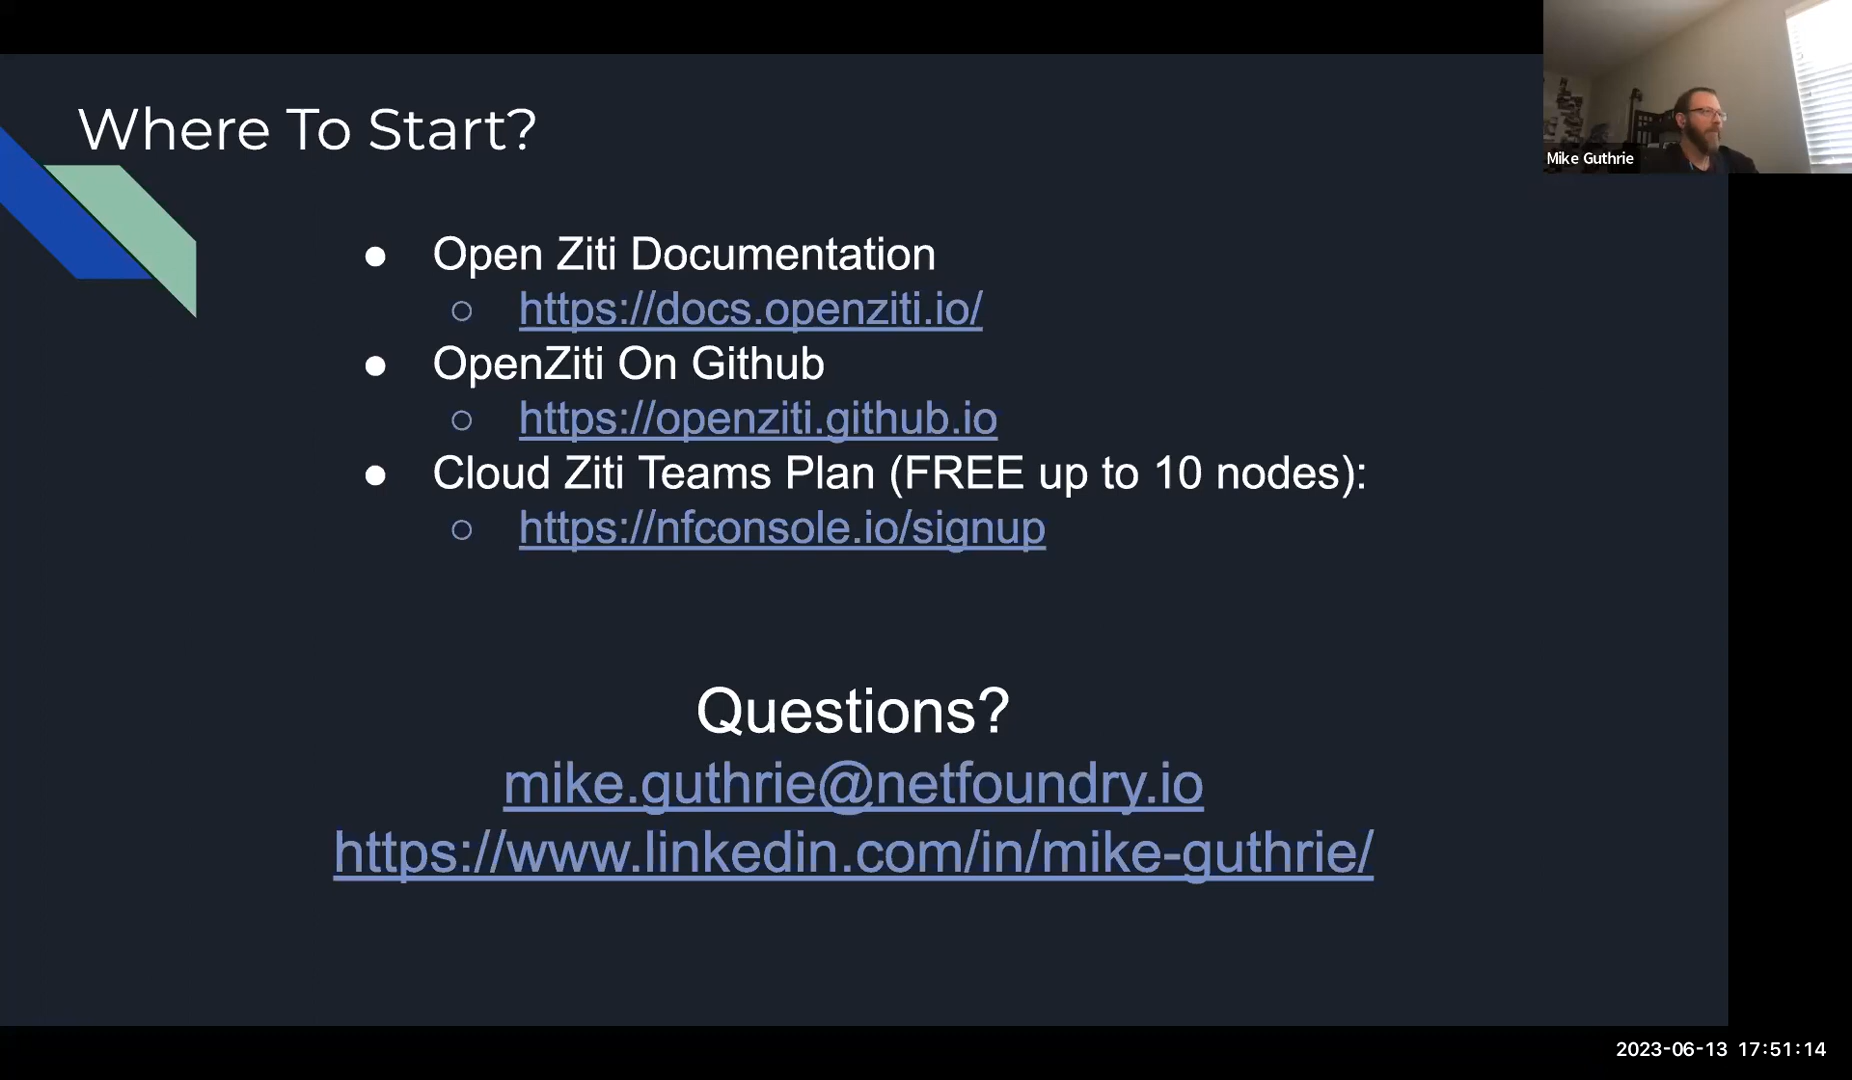 Where To Start?
Mike Guthrie
● Open Ziti Documentation
○ https://docs.openziti.io/
● OpenZiti On Github
○ https://openziti.github.io
● Cloud Ziti Teams Plan (FREE up to 10 nodes):
○ https://nfconsole.io/signup
Questions?
mike.guthrie@netfoundry.io
https://www.linkedin.com/in/mike-guthrie/
2023-06-13 17:51:14